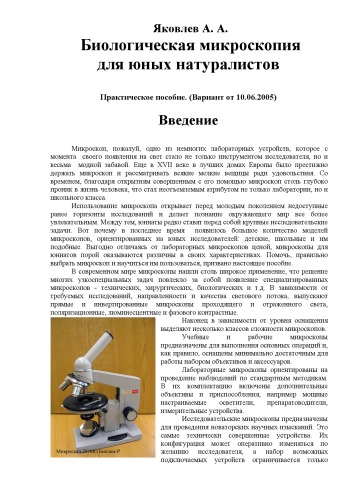 Яковлев А. А.
Биологическая микроскопия
для юных натуралистов
Практическое пособие. (Вариант от 10.06.2005)
Введение
Микроскоп, пожалуй, одно из немногих лабораторных устройств, которое с
момента своего появления на свет стало не только инструментом исследователя, но и
весьма модной забавой. Еще в XVII веке в лучших домах Европы было престижно
держать микроскоп и рассматривать всякие мелкие вещицы ради удовольствия. Со
временем, благодаря открытиям совершенным с его помощью микроскоп столь глубоко
проник в жизнь человека, что стал неотъемлемым атрибутом не только лаборатории, но и
школьного класса.
Использование микроскопа открывает перед молодым поколением недоступные
ранее горизонты исследований и делает познание окружающего мир все более
увлекательным. Между тем, юннаты редко ставят перед собой крупные исследовательские
задачи. Вот почему в последнее время появилось большое количество моделей
микроскопов, ориентированных на юных исследователей: детские, школьные и им
подобные. Выгодно отличаясь от лабораторных микроскопов ценой, микроскопы для
юннатов порой оказываются различны в своих характеристиках. Помочь, правильно
выбрать микроскоп и научиться им пользоваться, призвано настоящее пособие.
В современном мире микроскопы нашли столь широкое применение, что решение
многих узкоспециальных задач повлекло за собой появление специализированных
микроскопов - технических, хирургических, биологических и т.д. В зависимости от
требуемых исследований, направленности и качества светового потока, выпускают
прямые и инвертированные микроскопы проходящего и отраженного света,
поляризационные, люминесцентные и фазового контрастные.
Наконец в зависимости от уровня оснащения
выделяют несколько классов сложности микроскопов.
Учебные и рабочие микроскопы
предназначены для выполнения основных операций и,
как правило, оснащены минимально достаточным для
работы набором объективов и аксессуаров.
Лабораторные микроскопы ориентированы на
проведение наблюдений по стандартным методикам.
В их комплектацию включены дополнительные
объективы и приспособления, например мощные
настраиваемые осветители, препаратоводители,
измерительные устройства.
Исследовательские микроскопы предназначены
для проведения новаторских научных изысканий. Это
самые технически совершенные устройства. Их
конфигурация может оперативно изменяться по
желанию исследователя, а набор возможных
подключаемых устройств ограничивается только
Микроскоп ЛОМО Биолам-Р